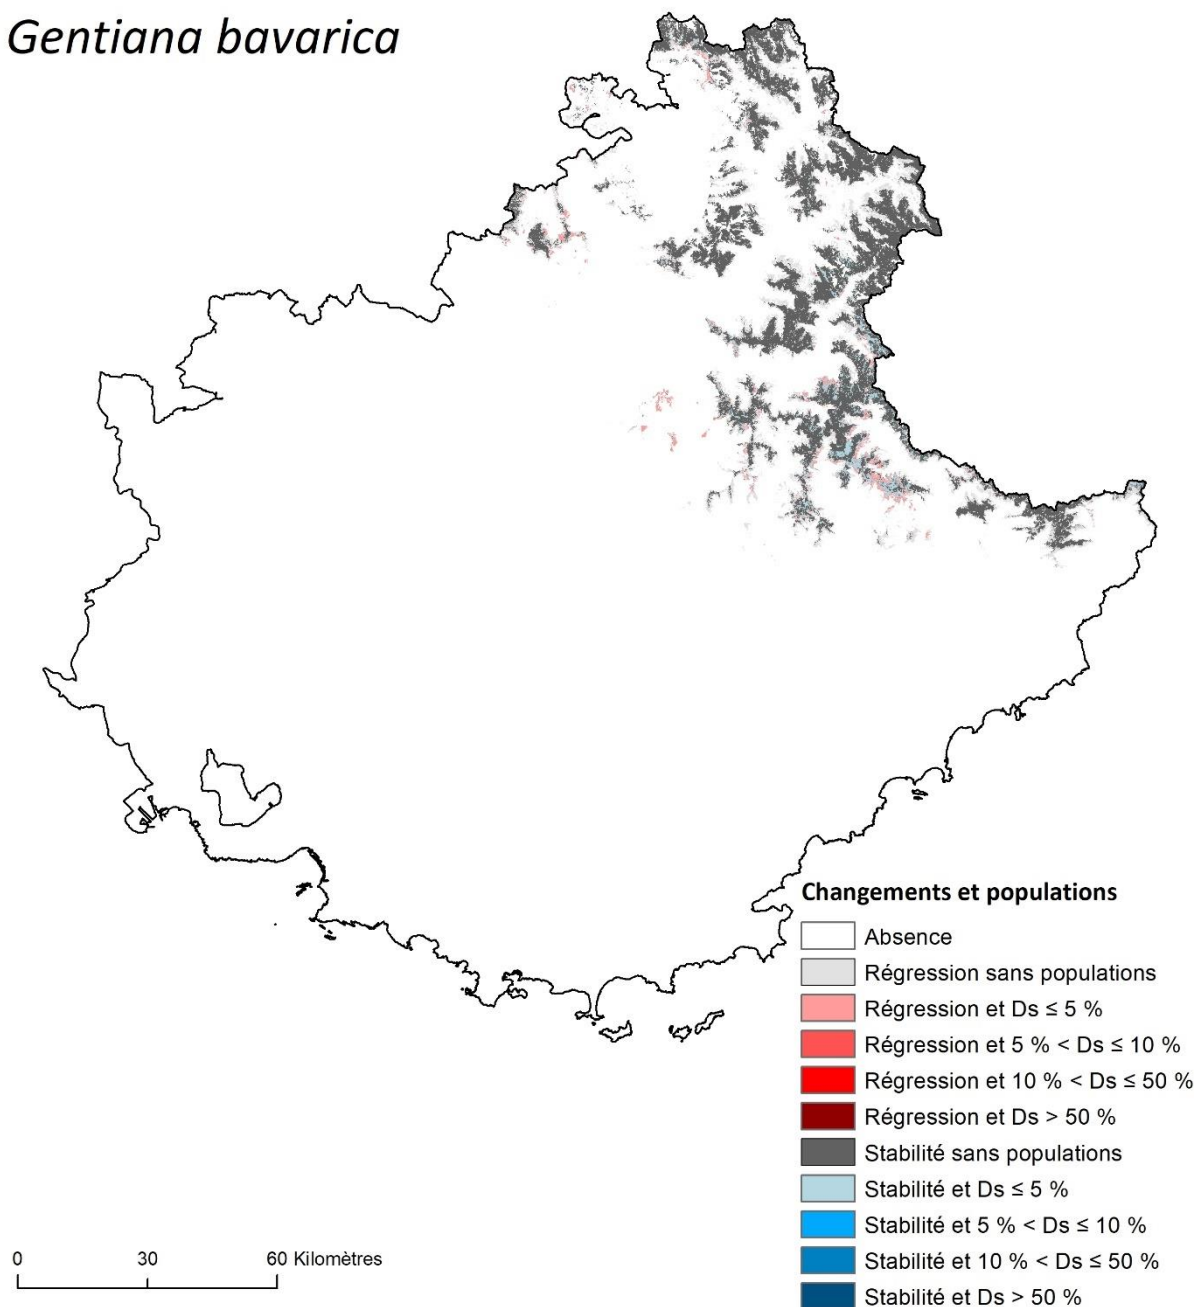 Gentiana bavarica
Changements et populations
Absence
Régression sans populations
Régression et Ds ≤ 5 %
Régression et 5 % < Ds ≤ 10 %
Régression et 10 % < Ds ≤ 50 %
Régression et Ds > 50 %
Stabilité sans populations
Stabilité et Ds ≤ 5 %
Stabilité et 5 % < Ds ≤ 10 %
Stabilité et 10 % < Ds ≤ 50 %
Stabilité et Ds > 50 %
0 30 60 Kilomètres